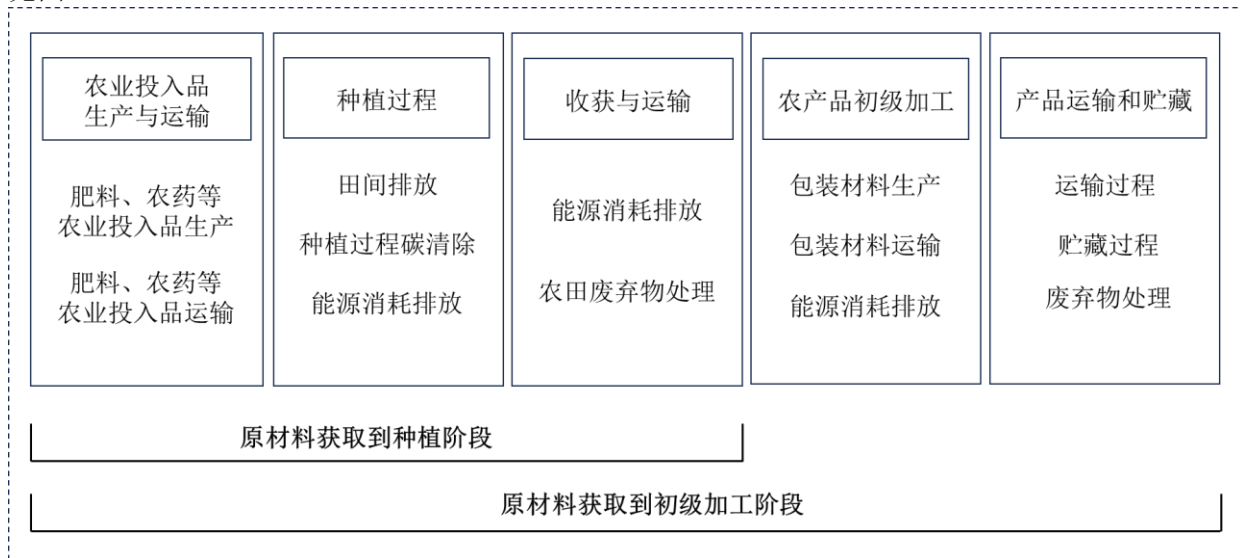 农业投入品
生产与运输
肥料、农药等
农业投入品生产
肥料、农药等
农业投入品运输
种植过程
田间排放
种植过程碳清除
能源消耗排放
收获与运输
能源消耗排放
农田废弃物处理
农产品初级加工
包装材料生产
包装材料运输
能源消耗排放
产品运输和贮藏
运输过程
贮藏过程
废弃物处理
原材料获取到种植阶段
原材料获取到初级加工阶段